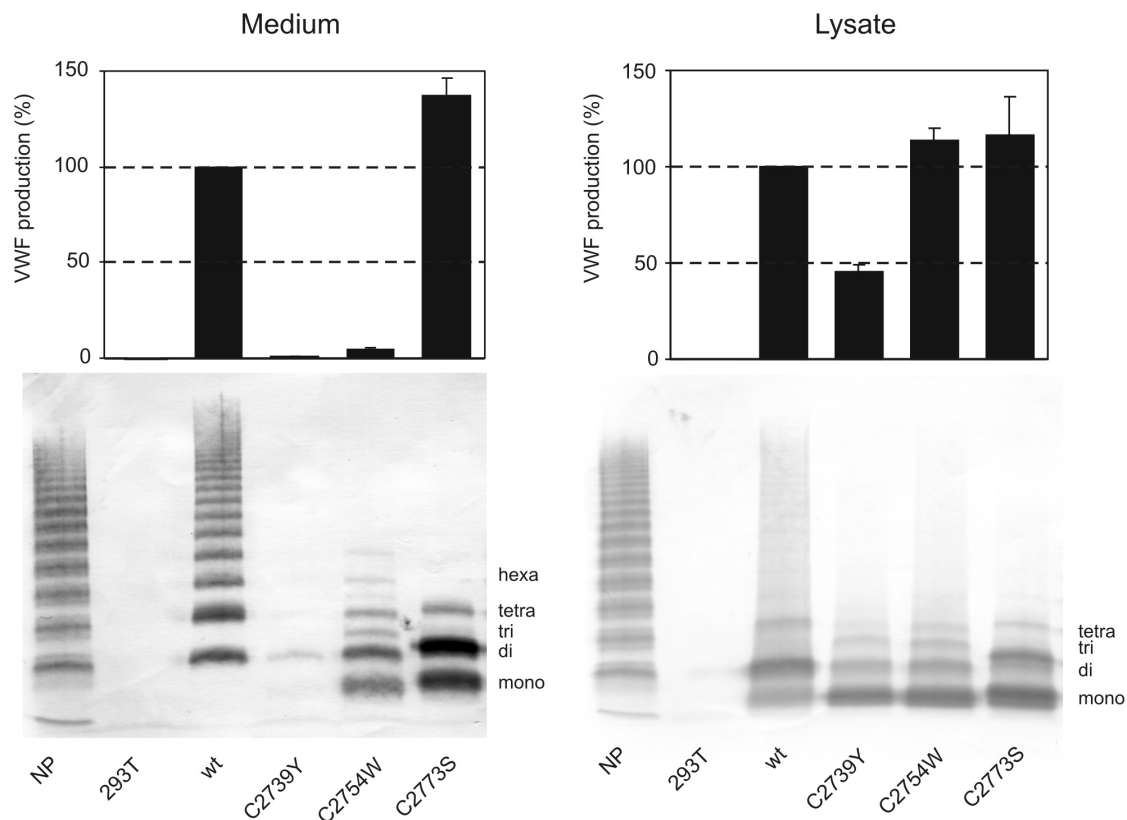 Medium
VWF production (%)
150
100
50
0
hexa
tetra
tri
di
mono
NP
293T
wt
C2739Y
C2754W
C2773S
Lysate
VWF production (%)
150
100
50
0
tetra
tri
di
mono
NP
293T
wt
C2739Y
C2754W
C2773S